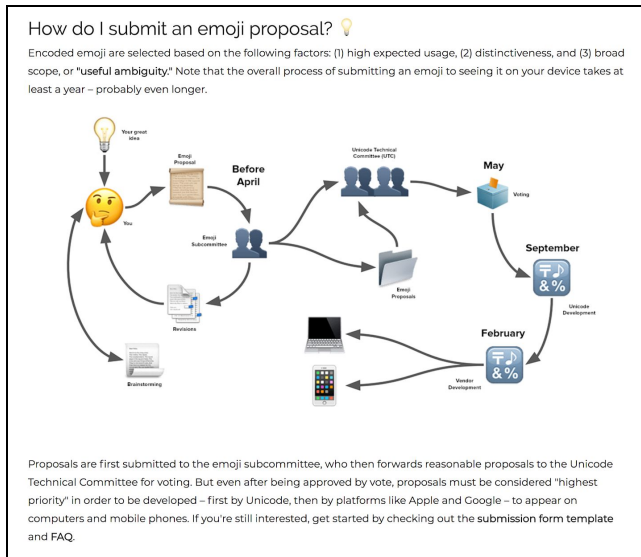 How do I submit an emoji proposal? 💡
Encoded emoji are selected based on the following factors: (1) high expected usage, (2) distinctiveness, and (3) broad
scope, or "useful ambiguity." Note that the overall process of submitting an emoji to seeing it on your device takes at
least a year – probably even longer.
Your great
idea
You
Emoji
Proposal
Before
April
Emoji
Subcommittee
Revisions
Brainstorming
Unicode Technical
Committee (UTC)
Emoji
Proposals
May
Voting
September
〒♪
&%
Unicode
Development
February
〒♪
&%
Vendor
Development
Proposals are first submitted to the emoji subcommittee, who then forwards reasonable proposals to the Unicode
Technical Committee for voting. But even after being approved by vote, proposals must be considered "highest
priority" in order to be developed – first by Unicode, then by platforms like Apple and Google – to appear on
computers and mobile phones. If you're still interested, get started by checking out the submission form template
and FAQ.